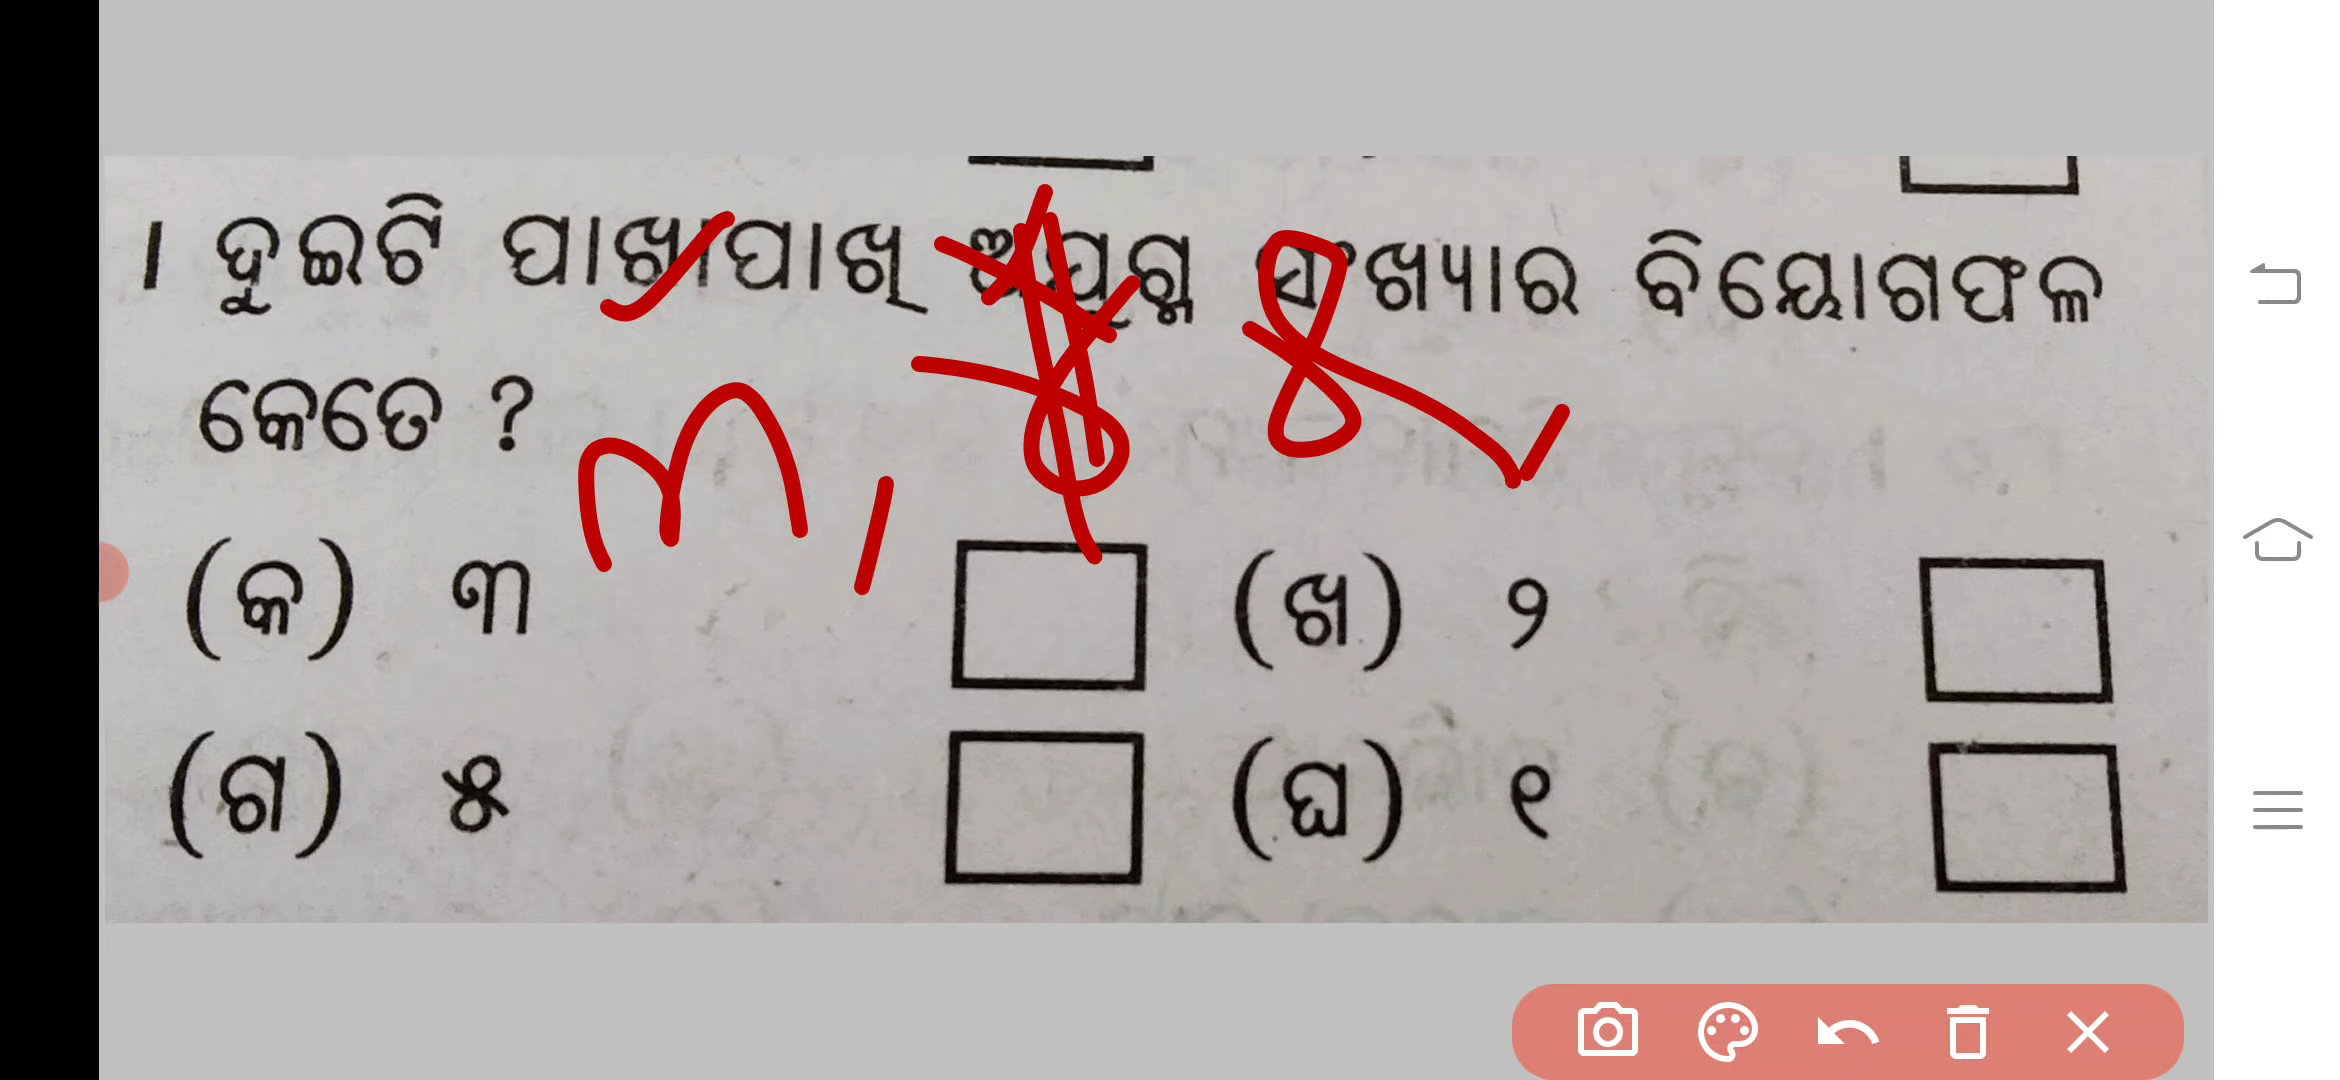 । ଦୁଇଟି ପାଖାପାଖି ଅଯୁଗ୍ମ ସଂଖ୍ୟାର ବିୟୋଗଫଳ
କେତେ ?
(କ) ୩ (ଖ) ୨
(ଗ) ୫ (ଘ) ୧